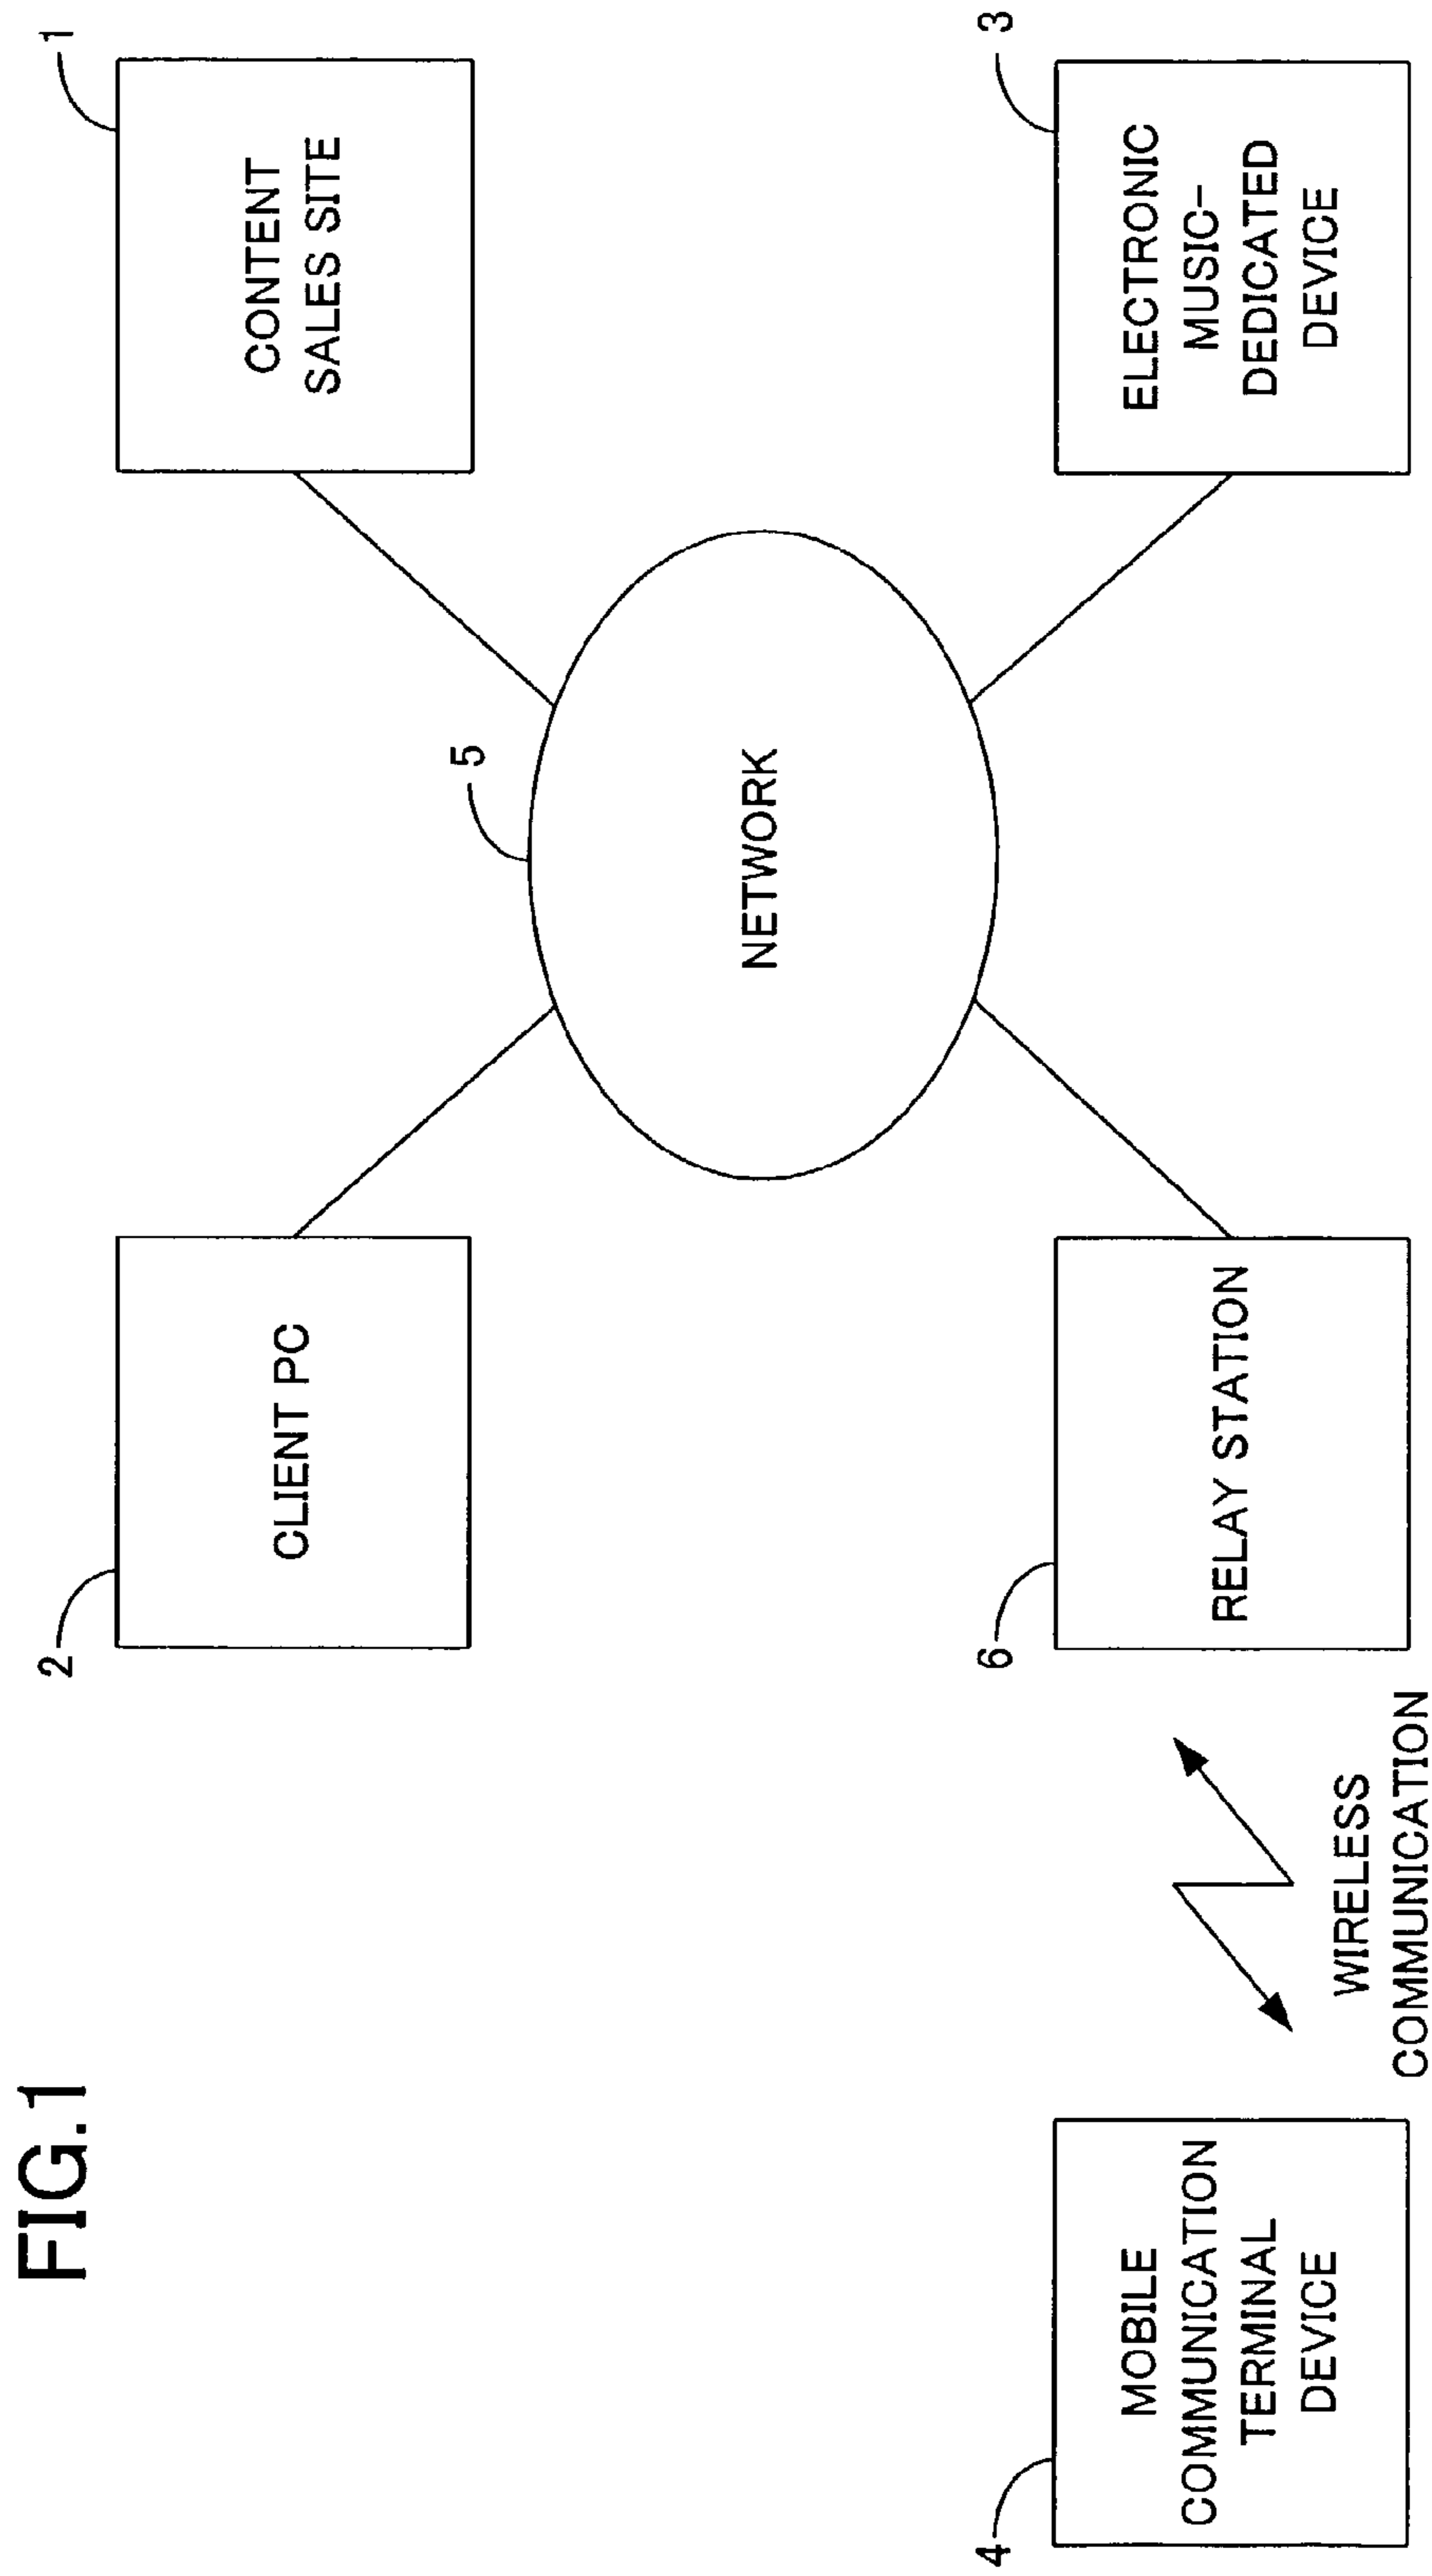 FIG.1
2
CLIENT PC
1
CONTENT
SALES SITE
5
NETWORK
4
MOBILE
COMMUNICATION
TERMINAL
DEVICE
WIRELESS
COMMUNICATION
6
RELAY STATION
3
ELECTRONIC
MUSIC-
DEDICATED
DEVICE